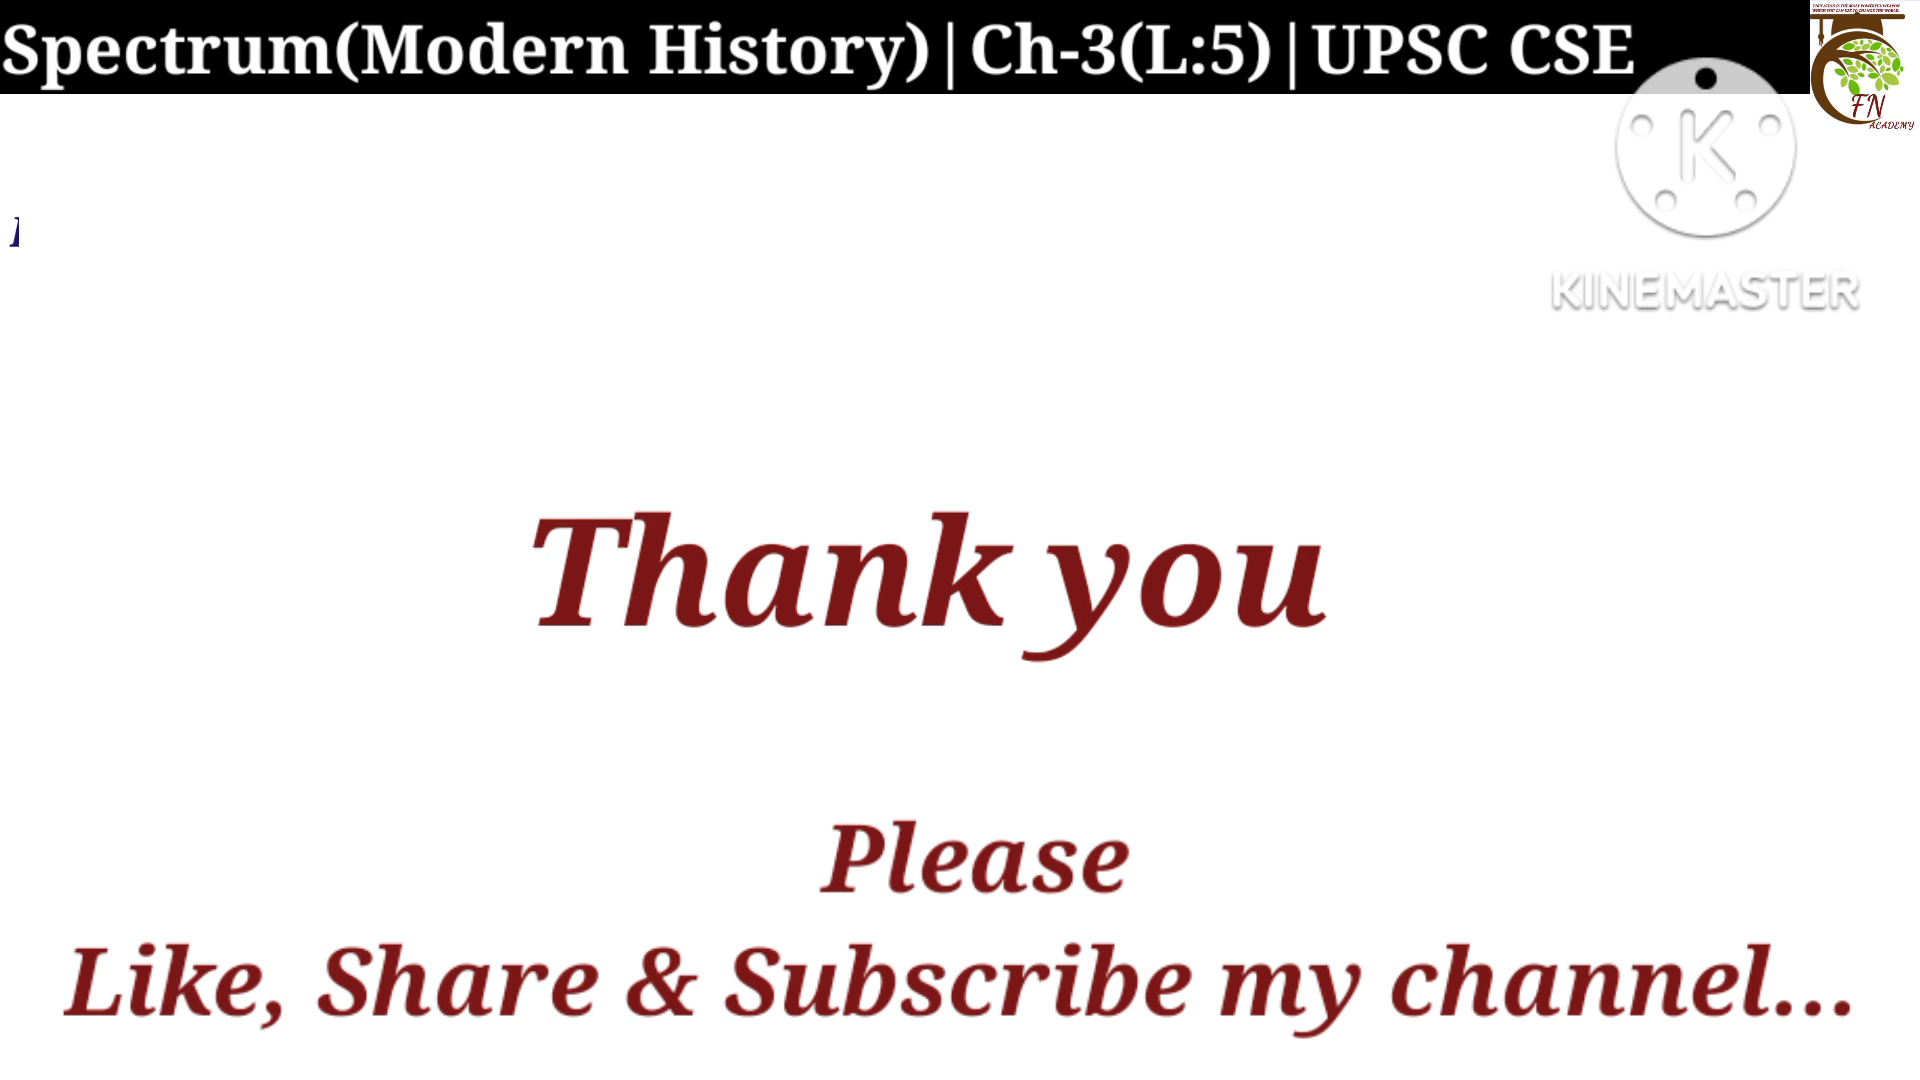 Spectrum(Modern History)|Ch-3(L:5)|UPSC CSE
FN
ACADEMY
K
KINEMASTER
Thank you
Please
Like, Share & Subscribe my channel...